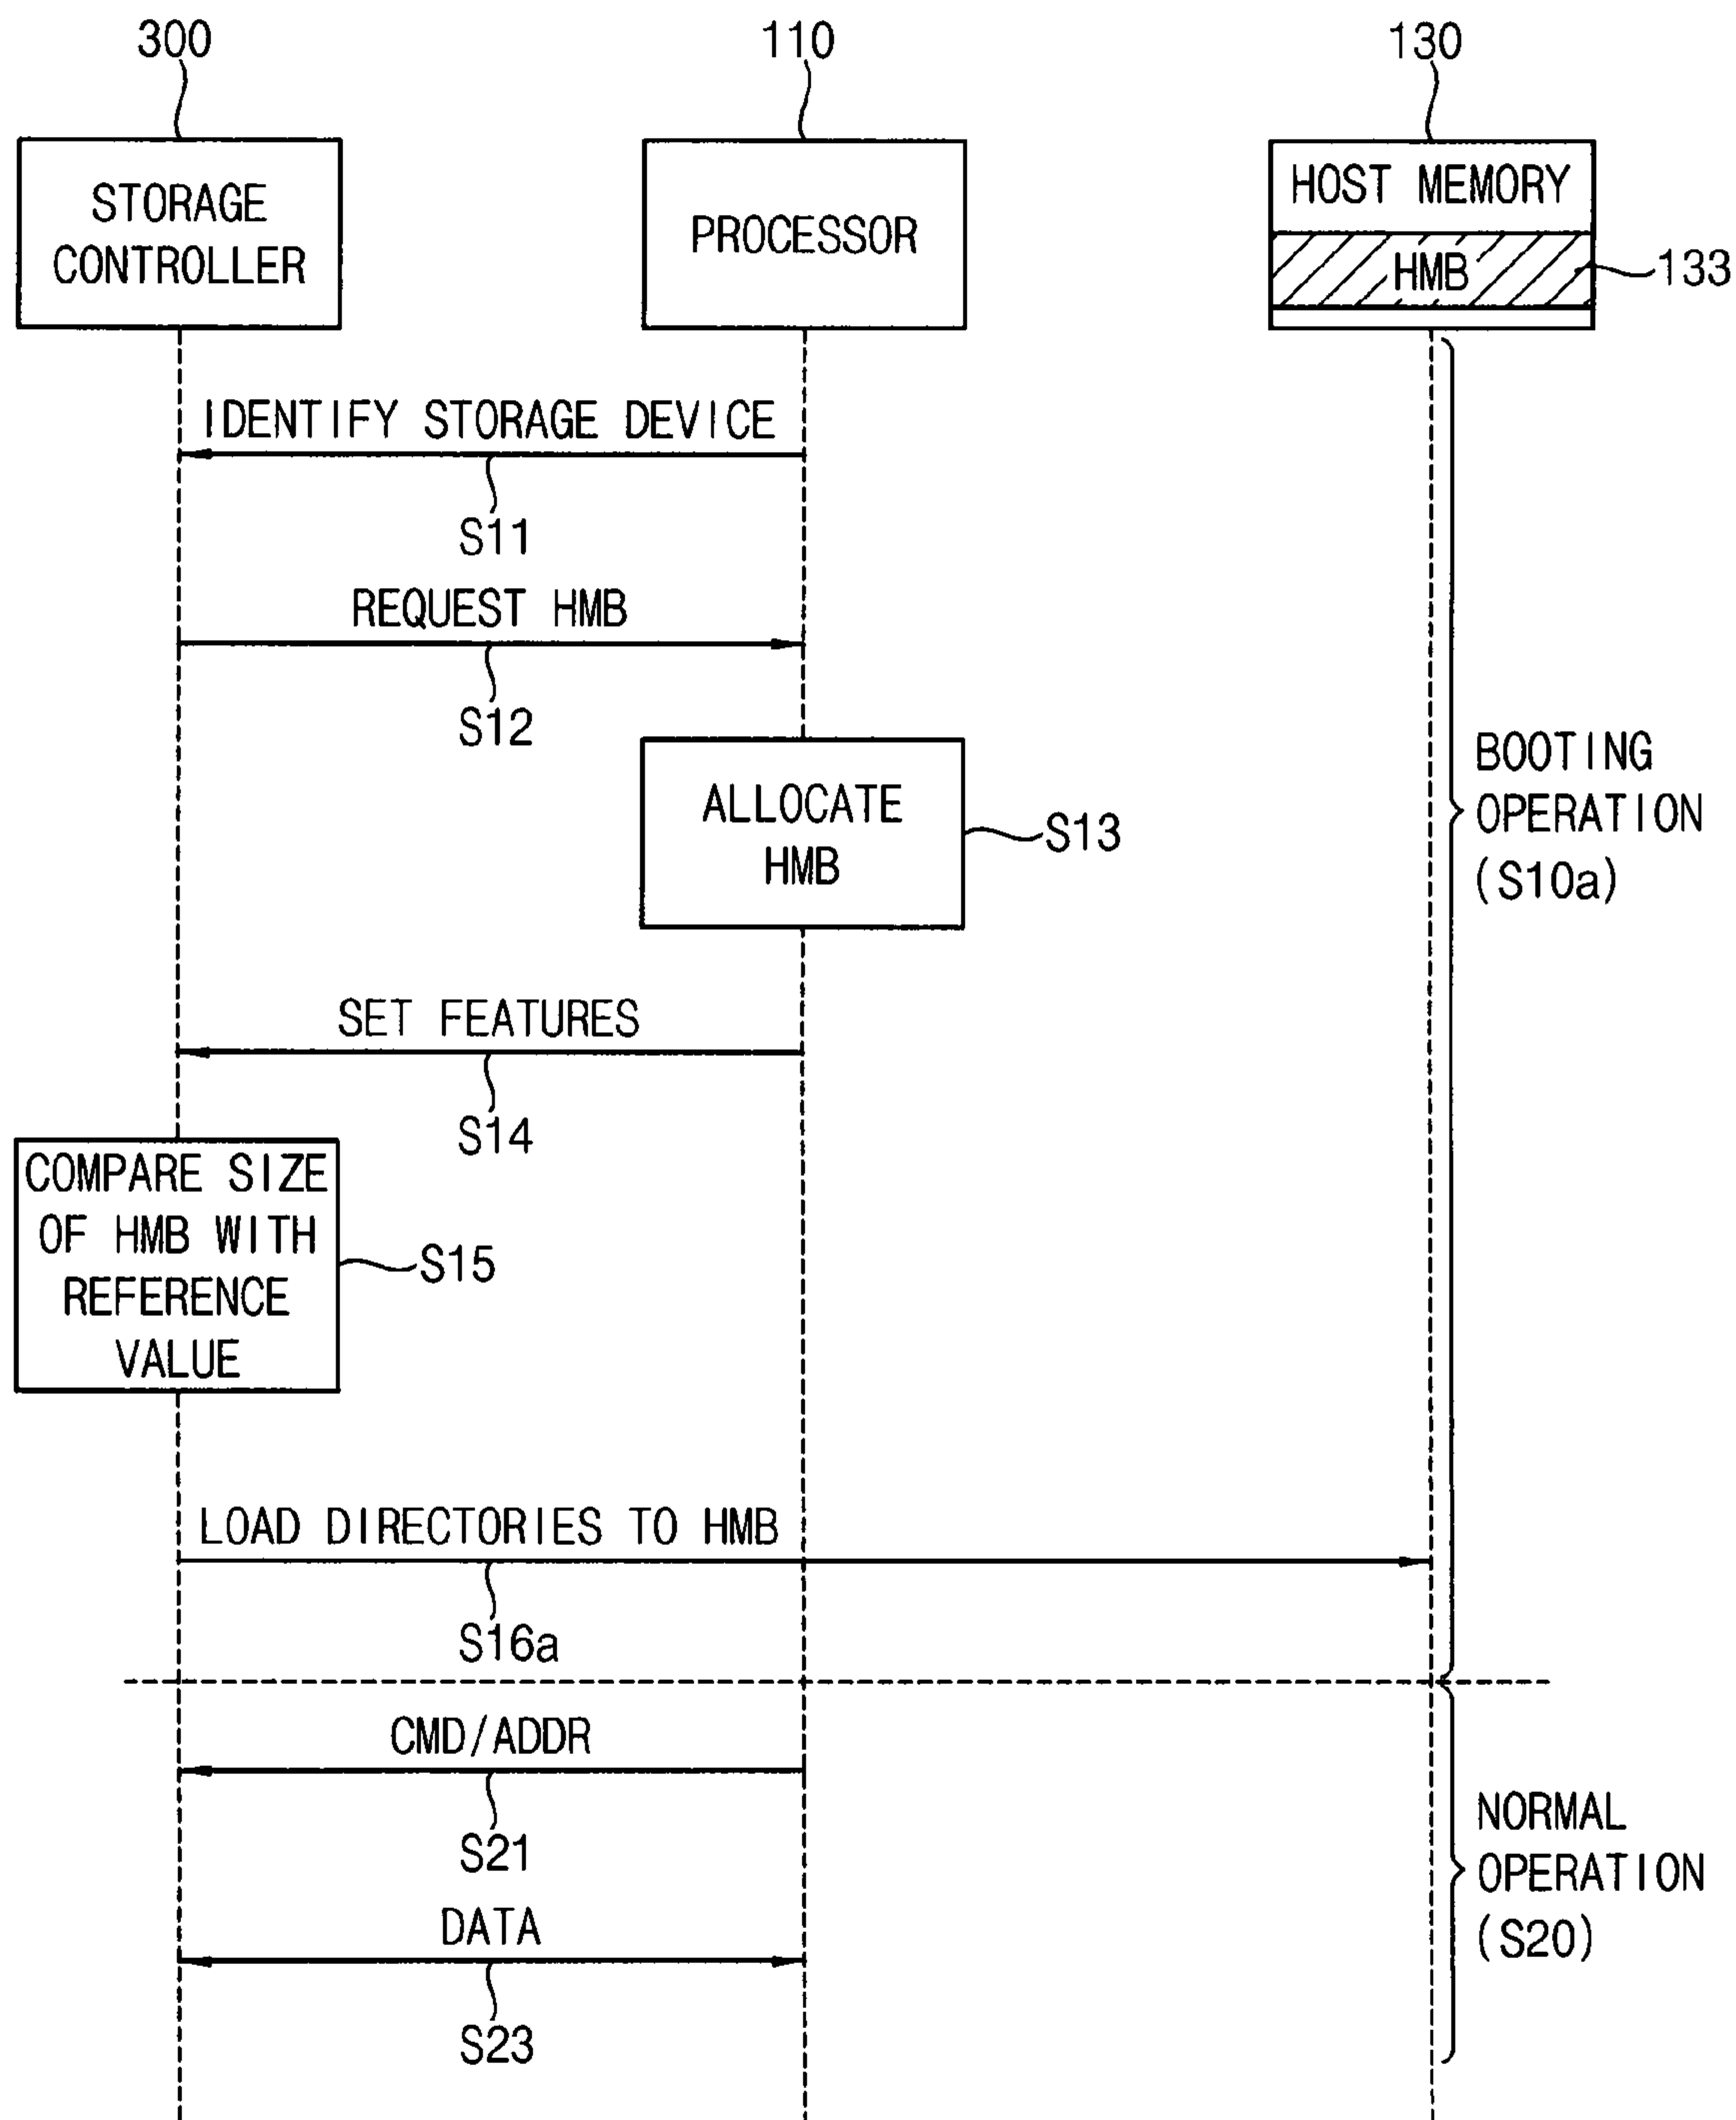 300
110
130
STORAGE
CONTROLLER
PROCESSOR
HOST MEMORY
HMB
133
IDENTIFY STORAGE DEVICE
S11
REQUEST HMB
S12
ALLOCATE
HMB
S13
BOOTING
OPERATION
(S10a)
SET FEATURES
S14
COMPARE SIZE
OF HMB WITH
REFERENCE
VALUE
S15
LOAD DIRECTORIES TO HMB
S16a
CMD/ADDR
S21
NORMAL
OPERATION
(S20)
DATA
S23